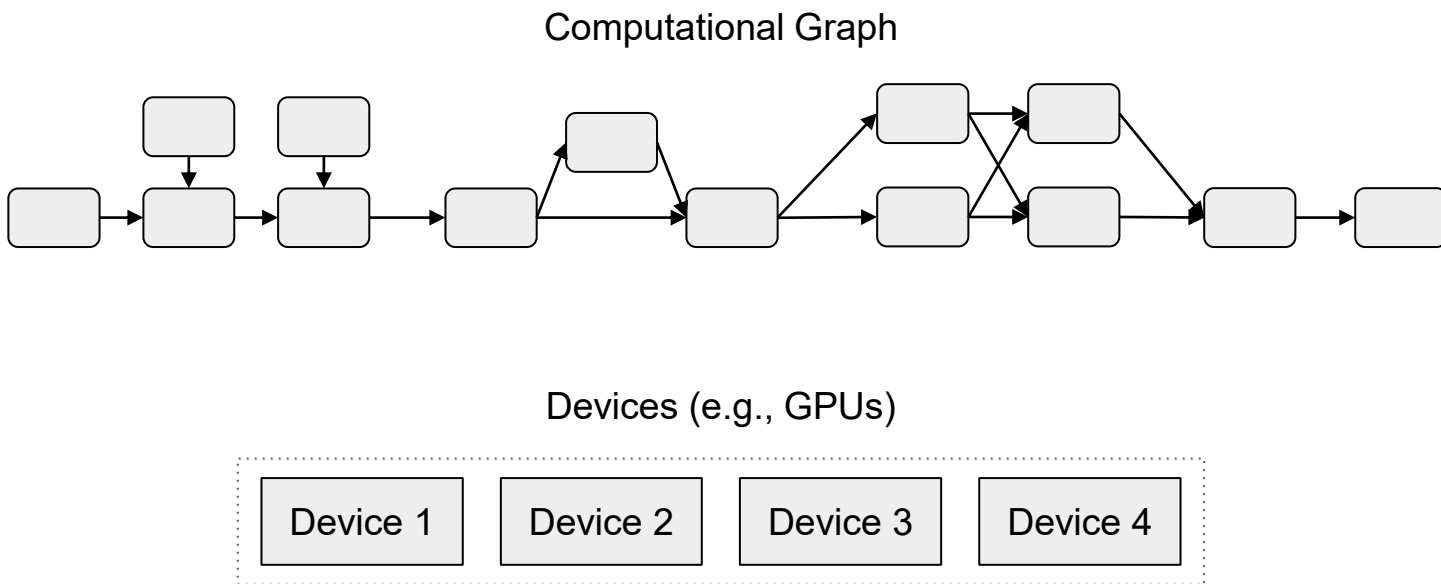 Computational Graph
Devices (e.g., GPUs)
Device 1
Device 2
Device 3
Device 4